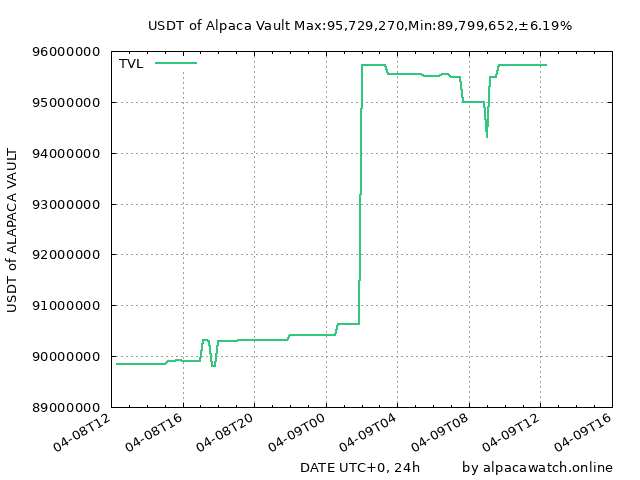 USDT of Alpaca Vault Max:95,729,270,Min:89,799,652,±6.19%
TVL
96000000
95000000
94000000
93000000
92000000
91000000
90000000
89000000
USDT of ALAPACA VAULT
04-08T12
04-08T16
04-08T20
04-09T00
04-09T04
04-09T08
04-09T12
04-09T16
DATE UTC+0, 24h
by alpacawatch.online